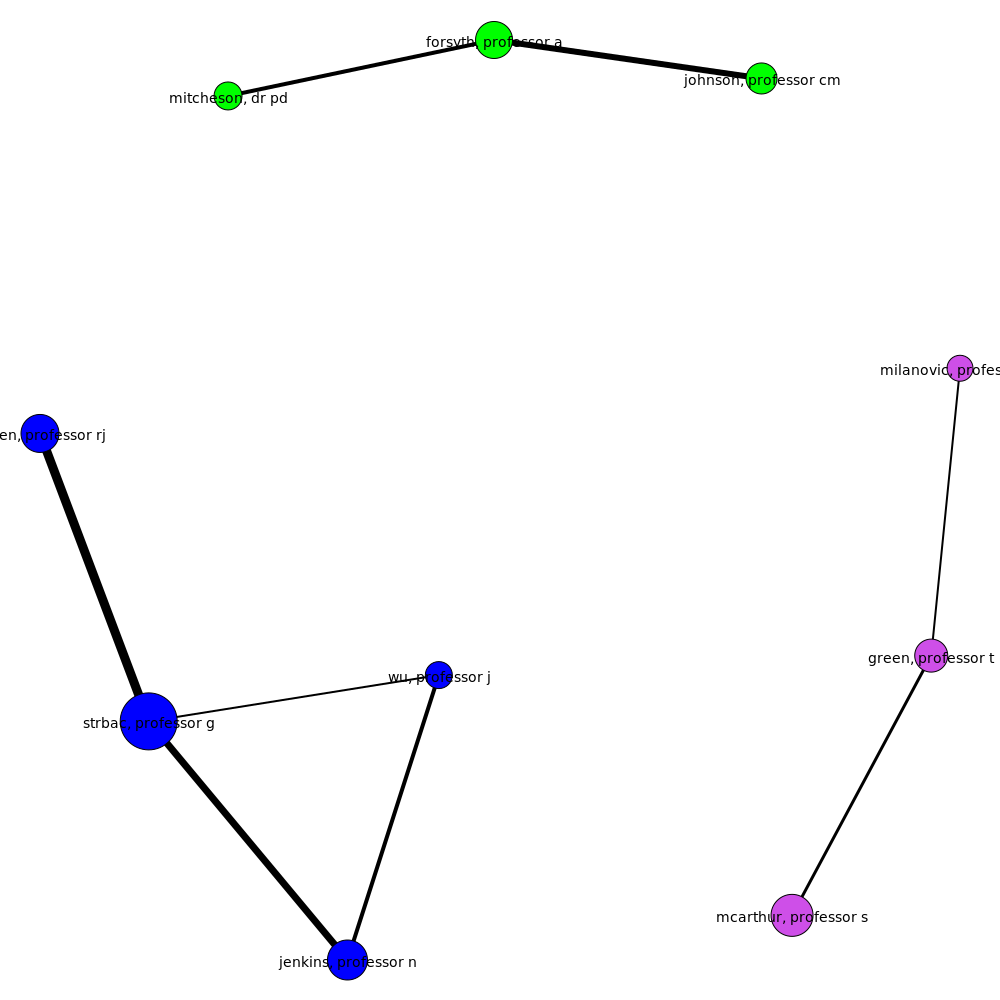 forsyth, professor a
johnson, professor cm
mitcheson, dr pd
milanovic, profes
en, professor rj
green, professor t
wu, professor j
strbac, professor g
mcarthur, professor s
jenkins, professor n